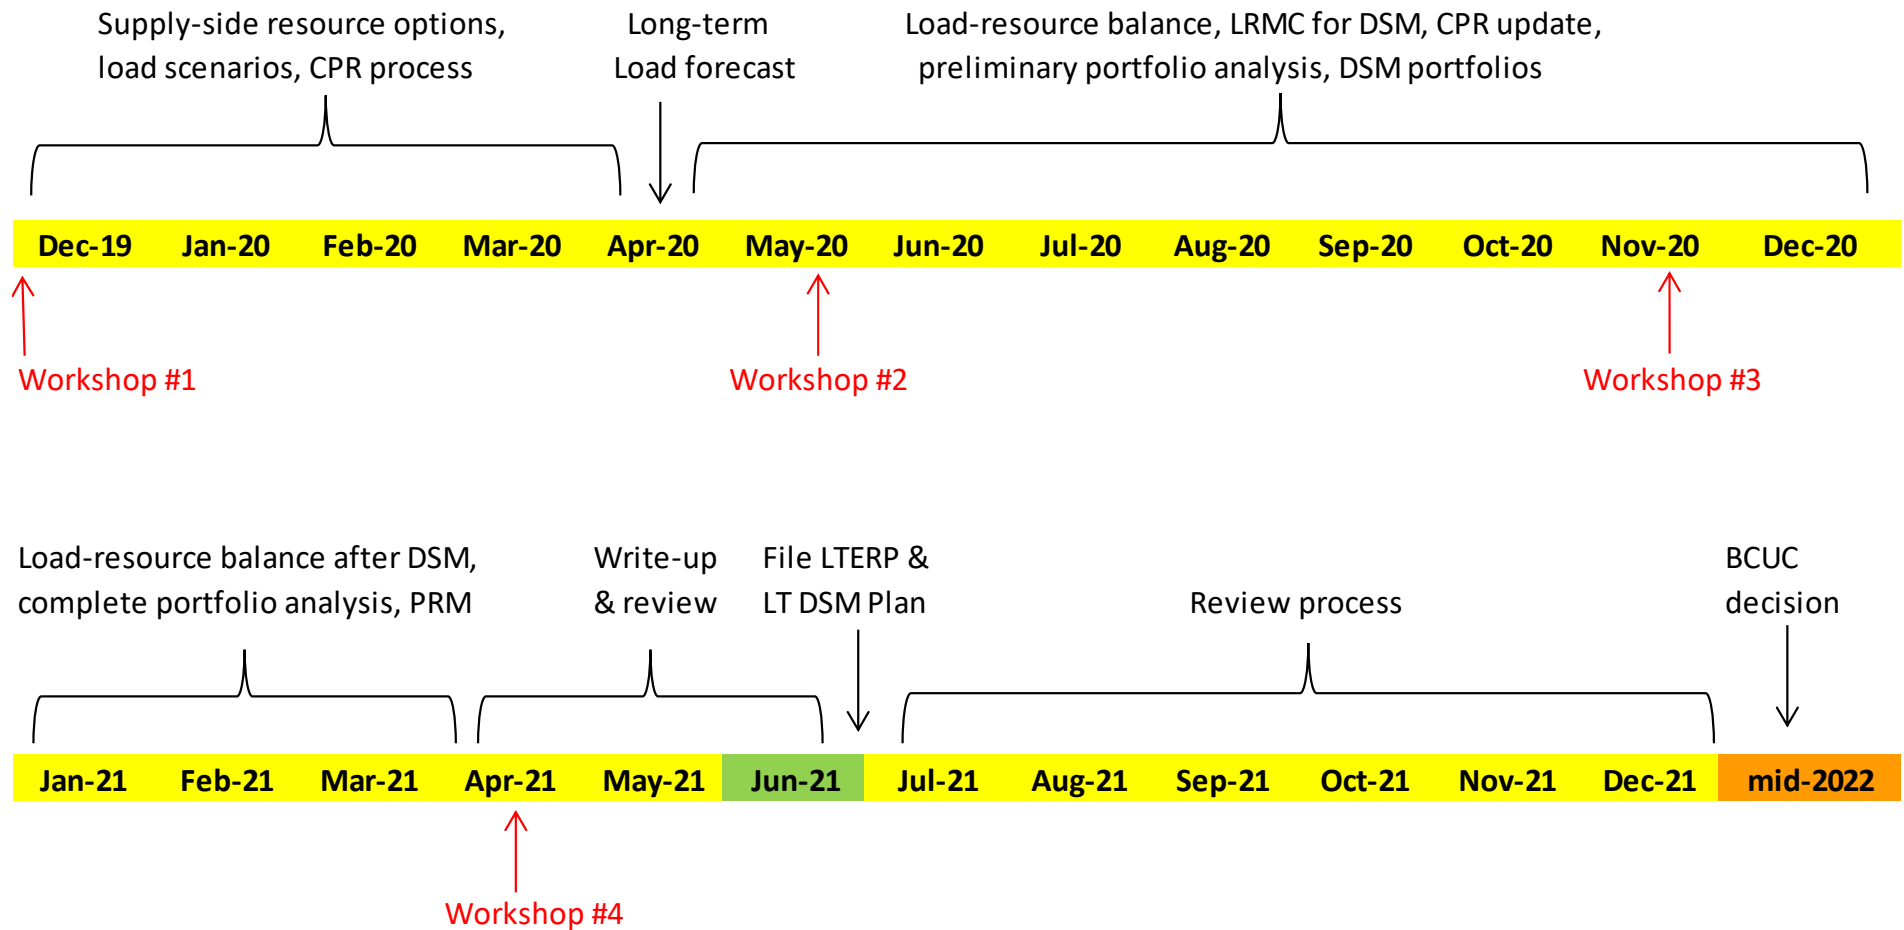 Supply-side resource options,
load scenarios, CPR process
Long-term
Load forecast
Load-resource balance, LRMC for DSM, CPR update,
preliminary portfolio analysis, DSM portfolios
Dec-19 Jan-20 Feb-20 Mar-20 Apr-20 May-20 Jun-20 Jul-20 Aug-20 Sep-20 Oct-20 Nov-20 Dec-20
Workshop #1 Workshop #2 Workshop #3
Load-resource balance after DSM,
complete portfolio analysis, PRM
Write-up
& review
File LTERP &
LT DSM Plan
Review process
BCUC
decision
Jan-21 Feb-21 Mar-21 Apr-21 May-21 Jun-21 Jul-21 Aug-21 Sep-21 Oct-21 Nov-21 Dec-21 mid-2022
Workshop #4